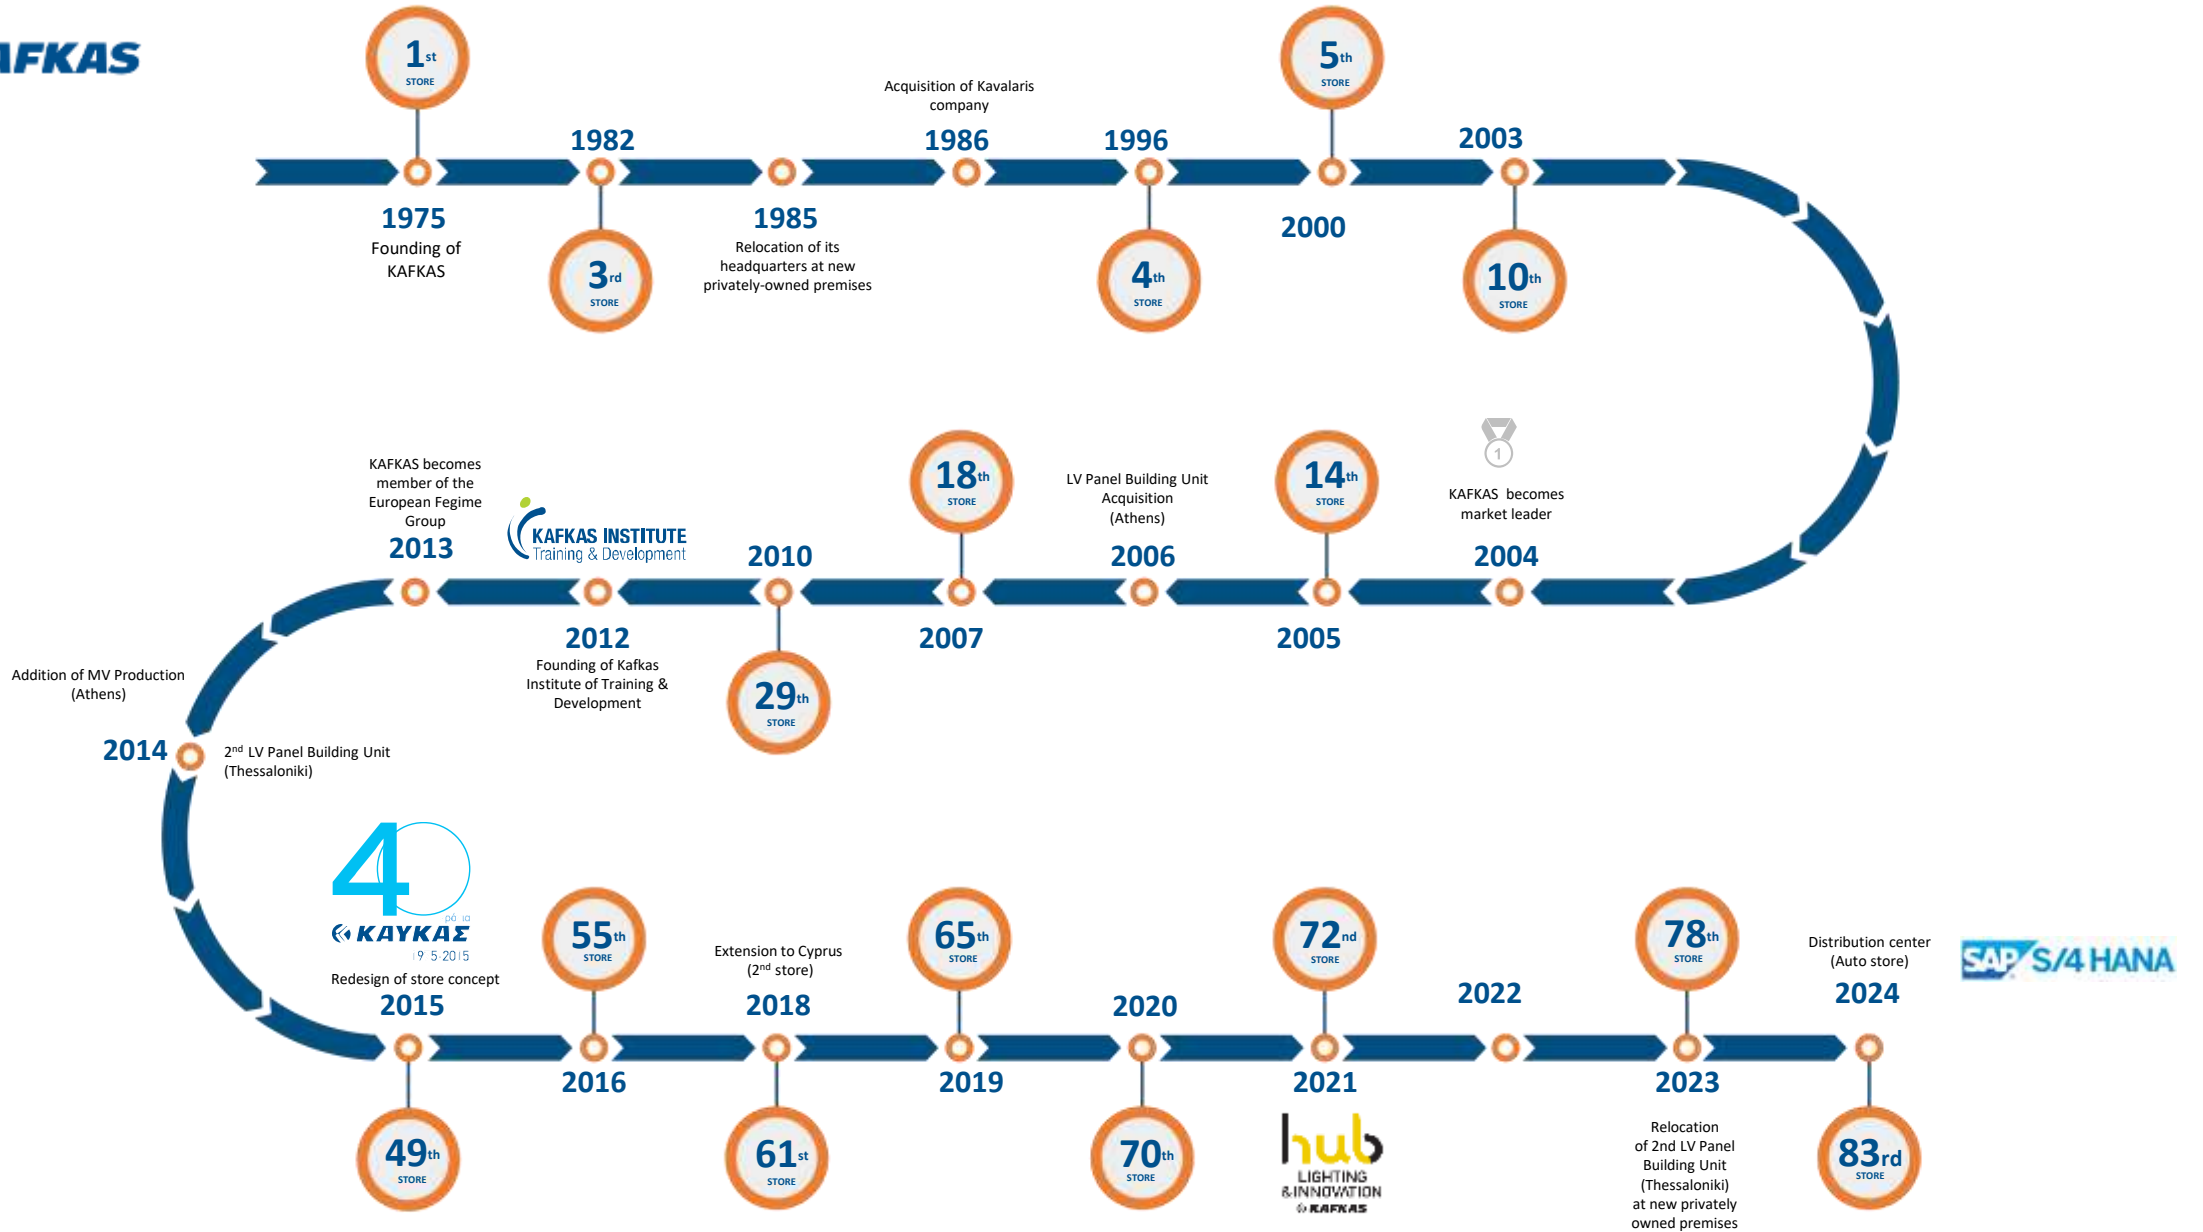 AFKAS
1st
STORE
5th
STORE
Acquisition of Kavalaris
company
1982
1986
1996
2003
1975
Founding of
KAFKAS
3rd
STORE
1985
Relocation of its
headquarters at new
privately-owned premises
4th
STORE
2000
10th
STORE
1
KAFKAS becomes
market leader
2004
14th
STORE
2005
LV Panel Building Unit
Acquisition
(Athens)
2006
18th
STORE
2007
2010
29th
STORE
KAFKAS INSTITUTE
Training & Development
2012
Founding of Kafkas
Institute of Training &
Development
KAFKAS becomes
member of the
European Fegime
Group
2013
Addition of MV Production
(Athens)
2014
2nd LV Panel Building Unit
(Thessaloniki)
40
ΚΑΥΚΑΣ
Redesign of store concept
2015
49th
STORE
55th
STORE
2016
Extension to Cyprus
(2nd store)
2018
61st
STORE
65th
STORE
2019
2020
70th
STORE
72nd
STORE
2021
hub
LIGHTING
& INNOVATION
KAFKAS
2022
78th
STORE
2023
Relocation
of 2nd LV Panel
Building Unit
(Thessaloniki)
at new privately
owned premises
Distribution center
(Auto store)
2024
83rd
STORE
SAP S/4 HANA